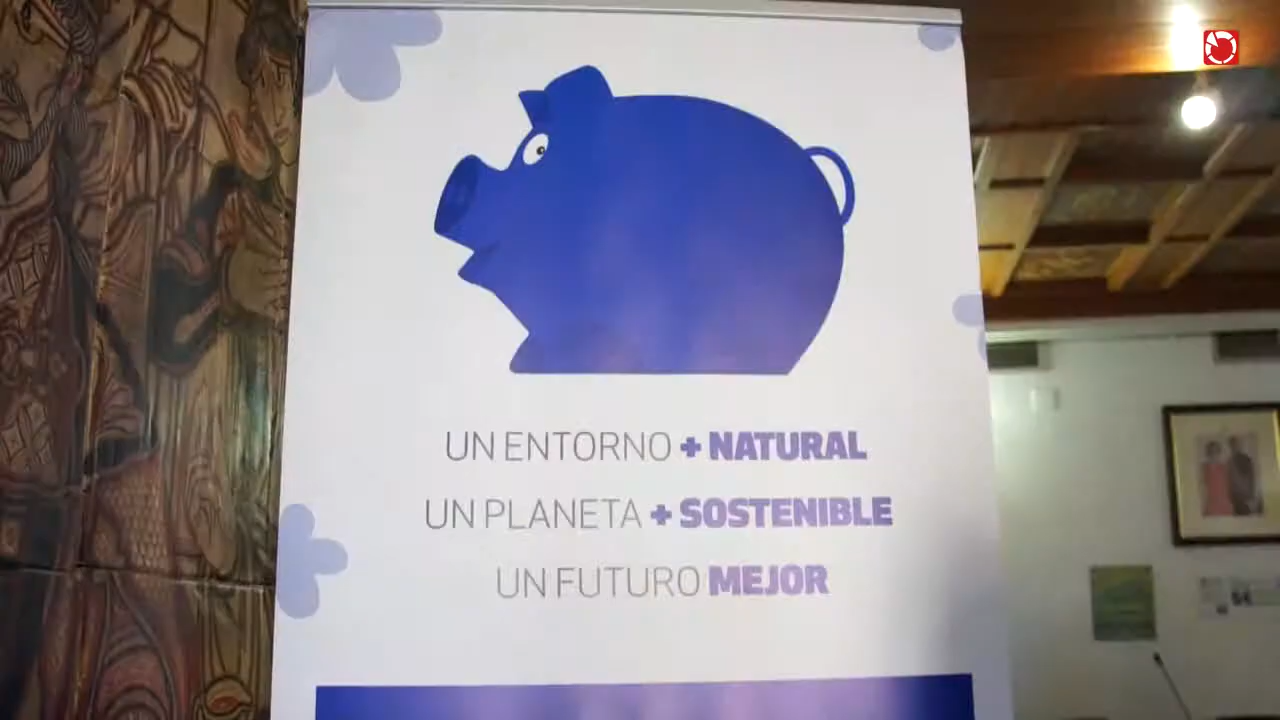 UN ENTORNO + NATURAL
UN PLANETA + SOSTENIBLE
UN FUTURO MEJOR